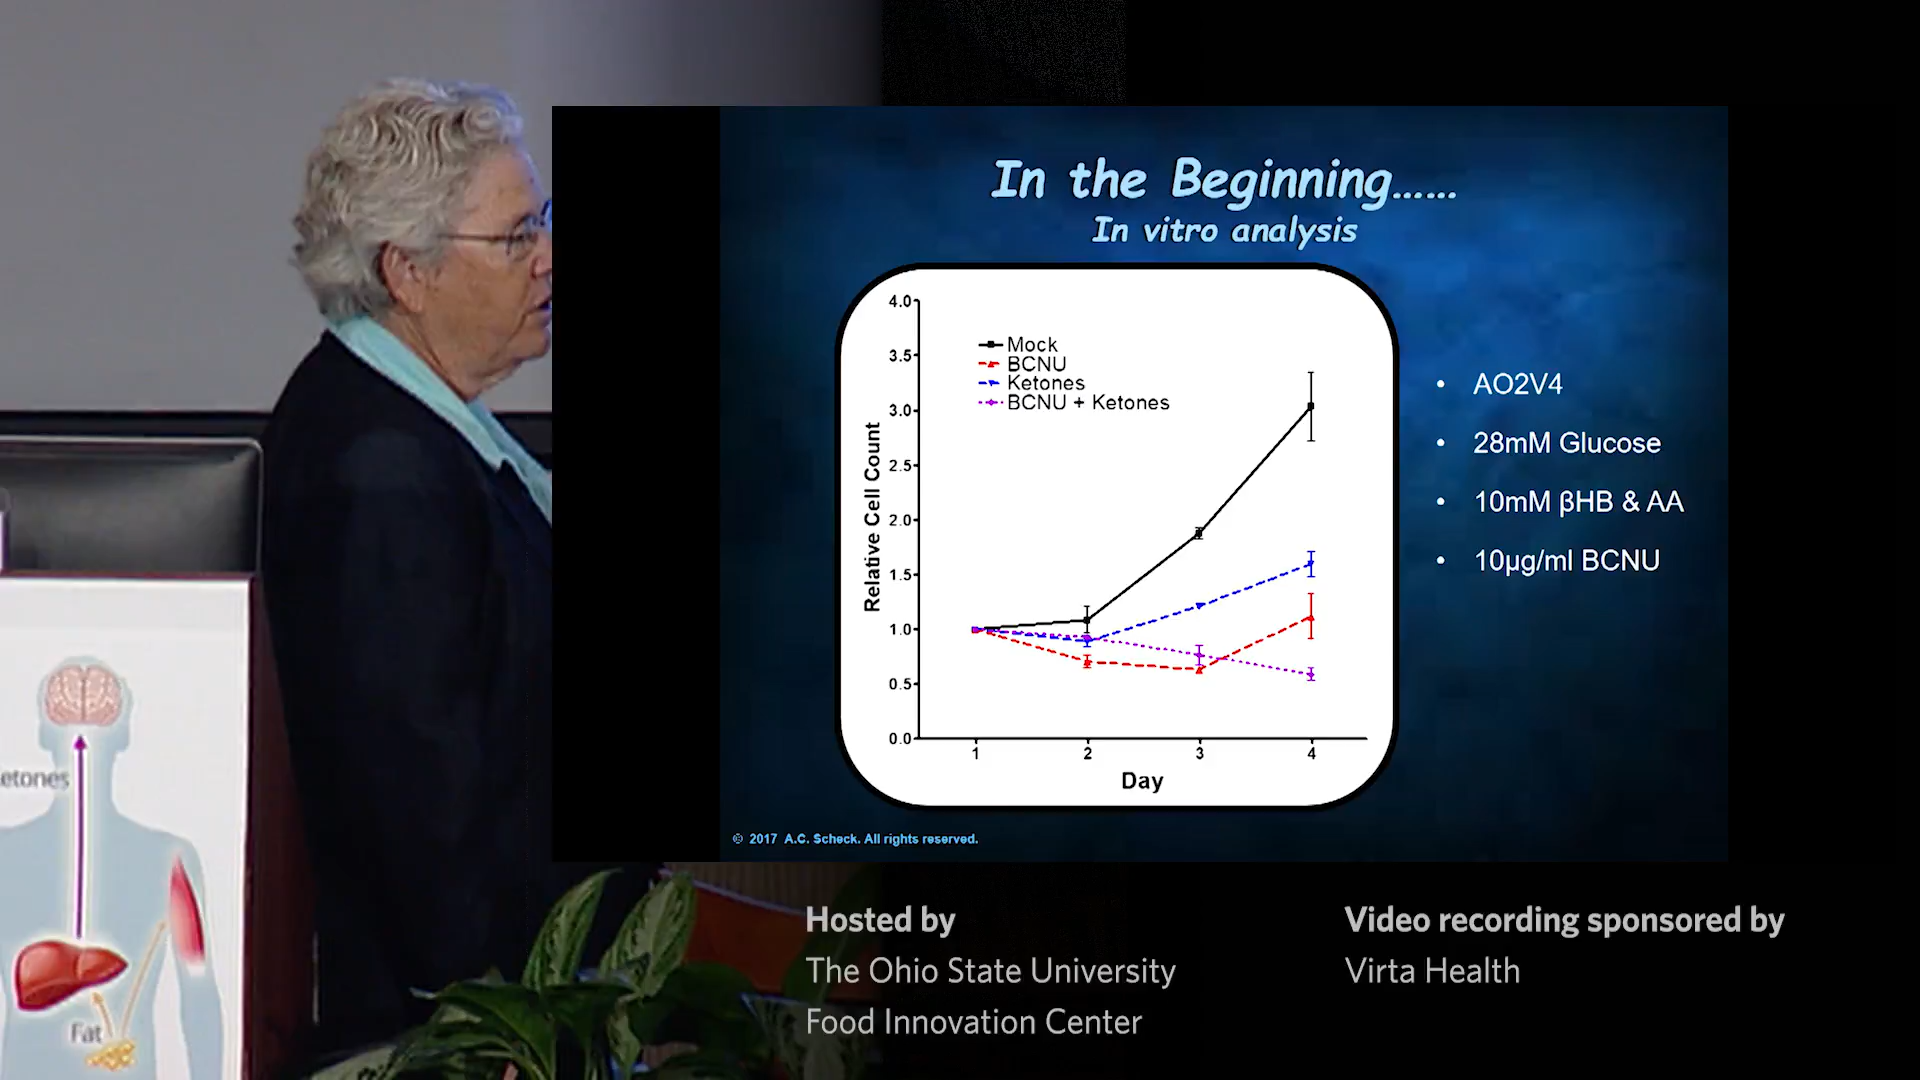 In the Beginning......
In vitro analysis
4.0
3.5
3.0
2.5
2.0
1.5
1.0
0.5
0.0
Relative Cell Count
Mock
BCNU
Ketones
BCNU + Ketones
1 2 3 4
Day
• AO2V4
• 28mM Glucose
• 10mM βHB & AA
• 10µg/ml BCNU
© 2017 A.C. Scheck. All rights reserved.
etones
Fat
Hosted by
The Ohio State University
Food Innovation Center
Video recording sponsored by
Virta Health